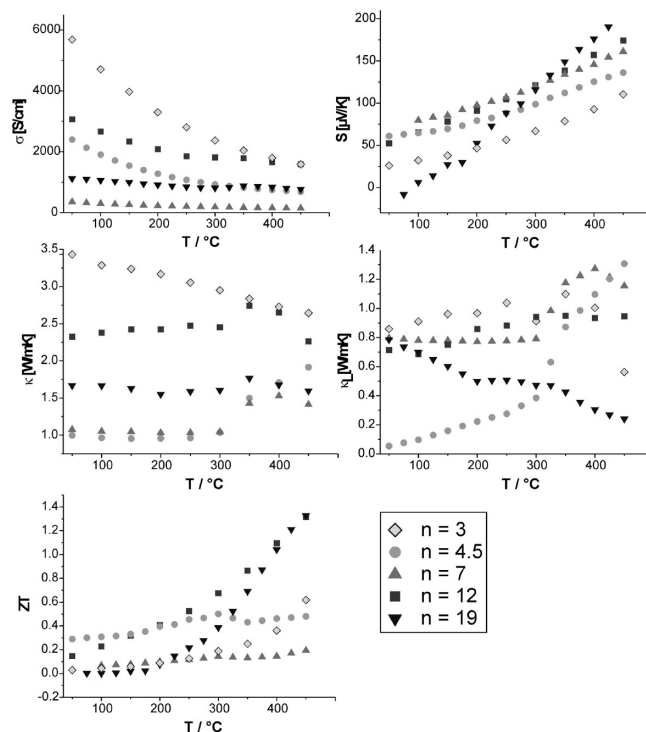 6000
4000
2000
0
σ [S/cm]
100 200 300 400
T / °C
200
150
100
50
0
S [µV/K]
100 200 300 400
T / °C
3.5
3.0
2.5
2.0
1.5
1.0
κ [W/mK]
100 200 300 400
T / °C
1.4
1.2
1.0
0.8
0.6
0.4
0.2
0.0
κL [W/mK]
100 200 300 400
T / °C
1.4
1.2
1.0
0.8
0.6
0.4
0.2
0.0
-0.2
ZT
100 200 300 400
T / °C
n = 3
n = 4.5
n = 7
n = 12
n = 19